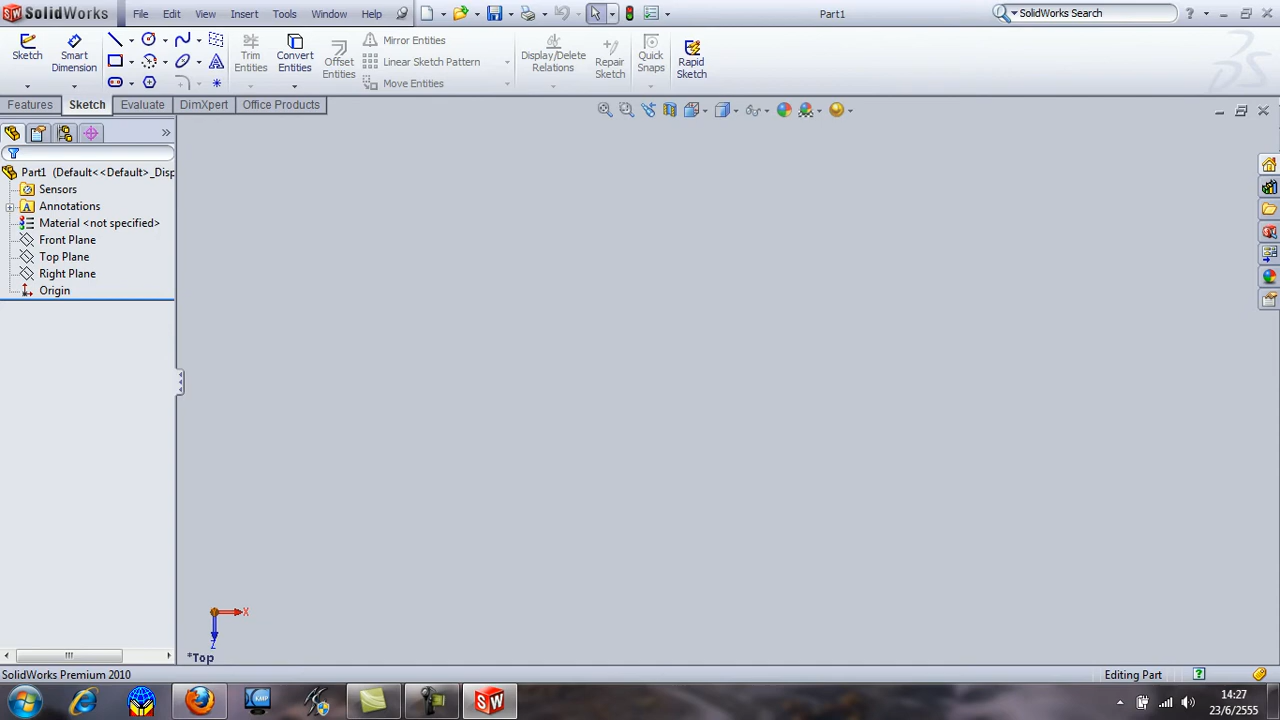 SolidWorks
File
Edit
View
Insert
Tools
Window
Help
Part1
SolidWorks Search
Sketch
Smart Dimension
Trim Entities
Convert Entities
Offset Entities
Mirror Entities
Linear Sketch Pattern
Move Entities
Display/Delete Relations
Repair Sketch
Quick Snaps
Rapid Sketch
Features
Sketch
Evaluate
DimXpert
Office Products
Part1 (Default<<Default>_Disp
Sensors
Annotations
Material <not specified>
Front Plane
Top Plane
Right Plane
Origin
X
Z
*Top
SolidWorks Premium 2010
Editing Part
14:27
23/6/2555